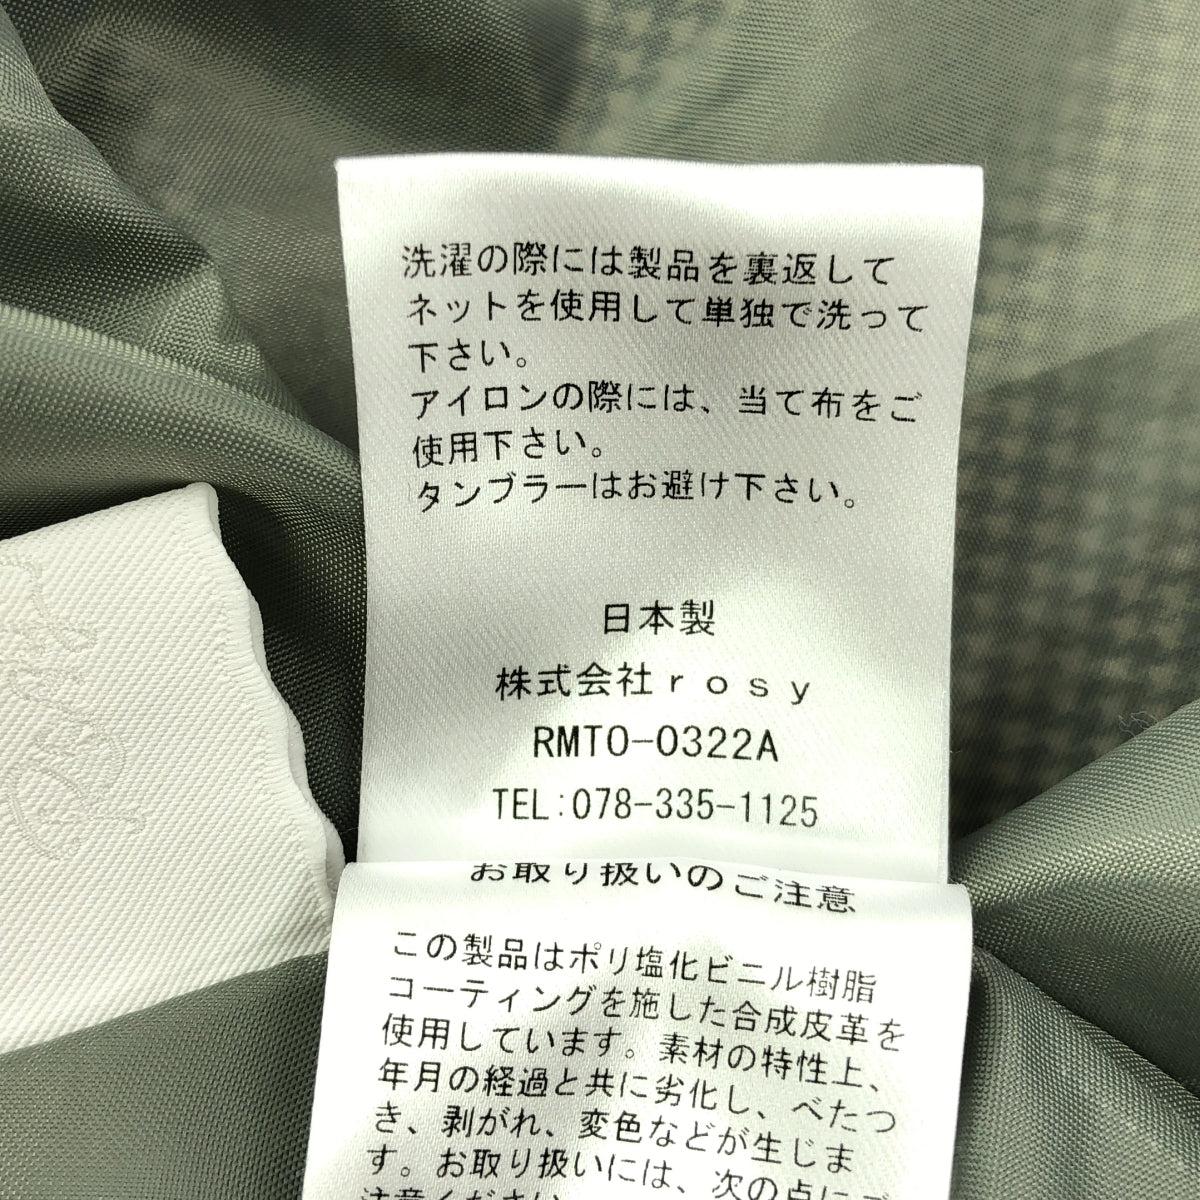 洗濯の際には製品を裏返して
ネットを使用して単独で洗って
下さい。
アイロンの際には、当て布をご
使用下さい。
タンブラーはお避け下さい。
日本製
株式会社ｒｏｓｙ
RMTO-0322A
TEL:078-335-1125
お取り扱いのご注意
この製品はポリ塩化ビニル樹脂
コーティングを施した合成皮革を
使用しています。素材の特性上、
年月の経過と共に劣化し、べたつ
き、剥がれ、変色などが生じま
す。お取り扱いには、次の点にご
注意ください